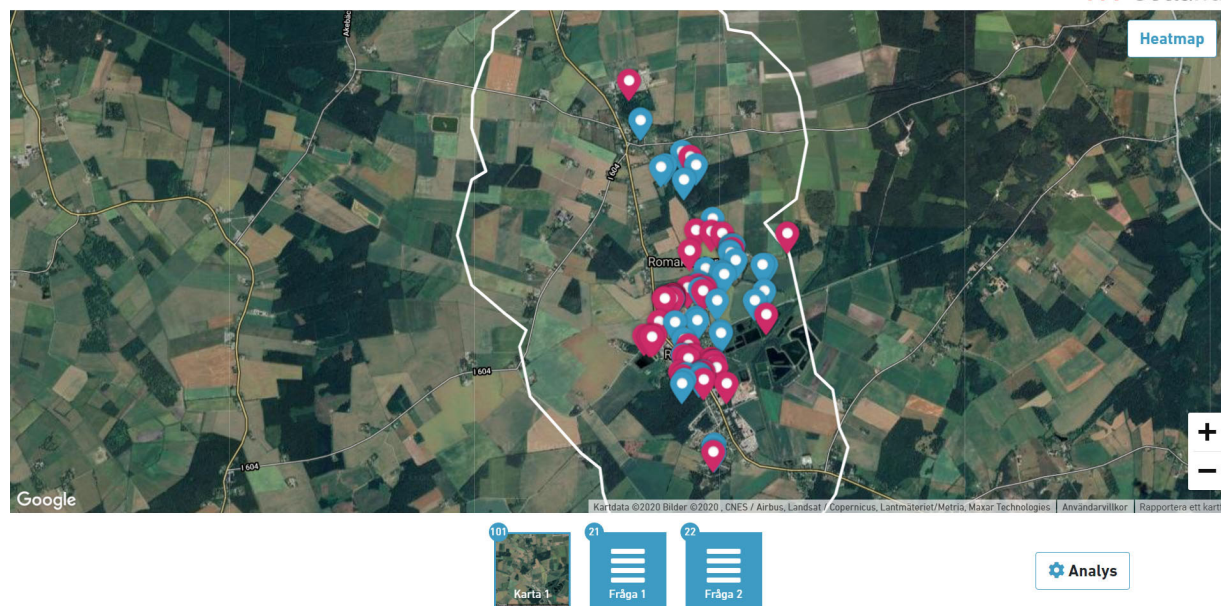 Heatmap
Akebäc
I 604
Roma
R
I 604
I 604
Google
Kartdata ©2020 Bilder ©2020 , CNES / Airbus, Landsat / Copernicus, Lantmäteriet/Metria, Maxar Technologies
Användarvillkor
Rapportera ett kart
101
21
22
Karta 1
Fråga 1
Fråga 2
Analys